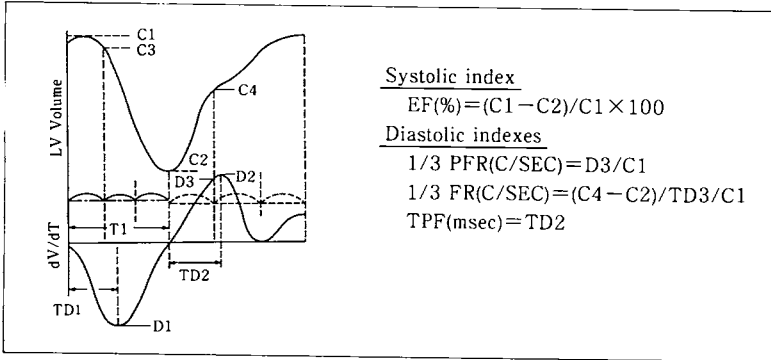 C1
C3
C4
LV Volume
C2
D3
D2
T1
dV/dT
TD2
TD1
D1
Systolic index
EF(%)=(C1−C2)/C1×100
Diastolic indexes
1/3 PFR(C/SEC)=D3/C1
1/3 FR(C/SEC)=(C4−C2)/TD3/C1
TPF(msec)=TD2